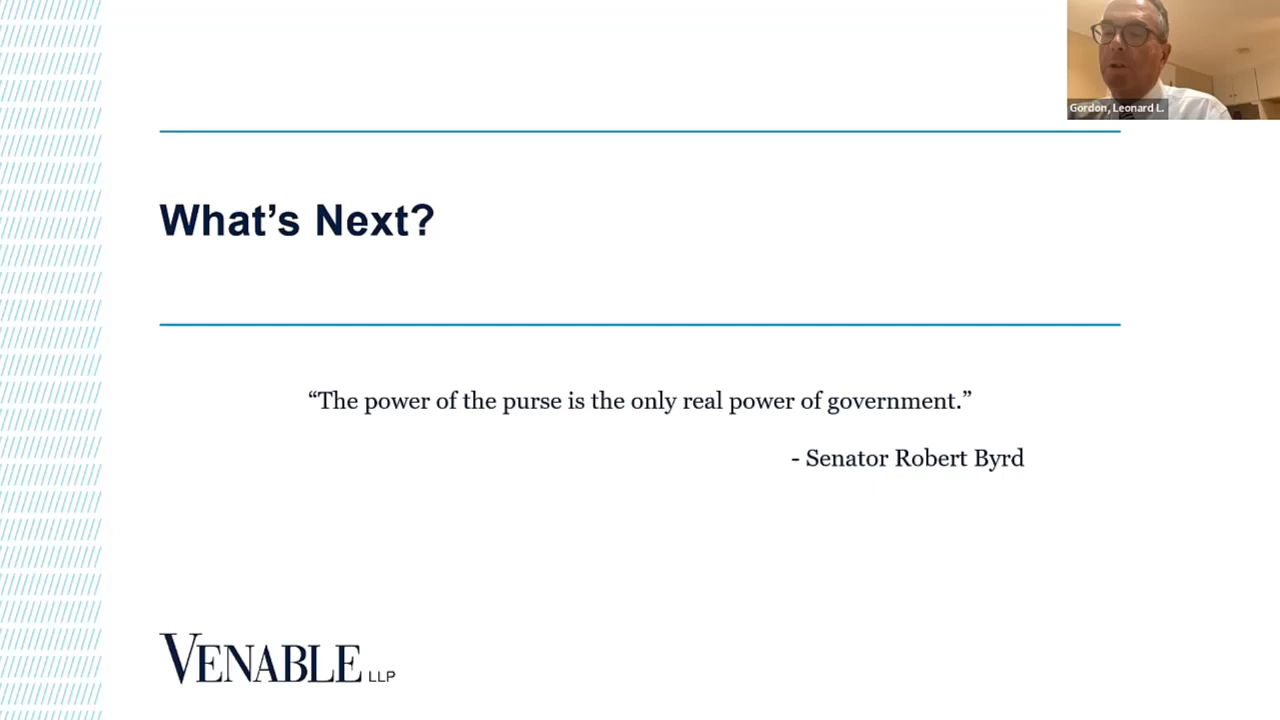 Gordon, Leonard L.
What’s Next?
“The power of the purse is the only real power of government.”
- Senator Robert Byrd
VENABLE LLP